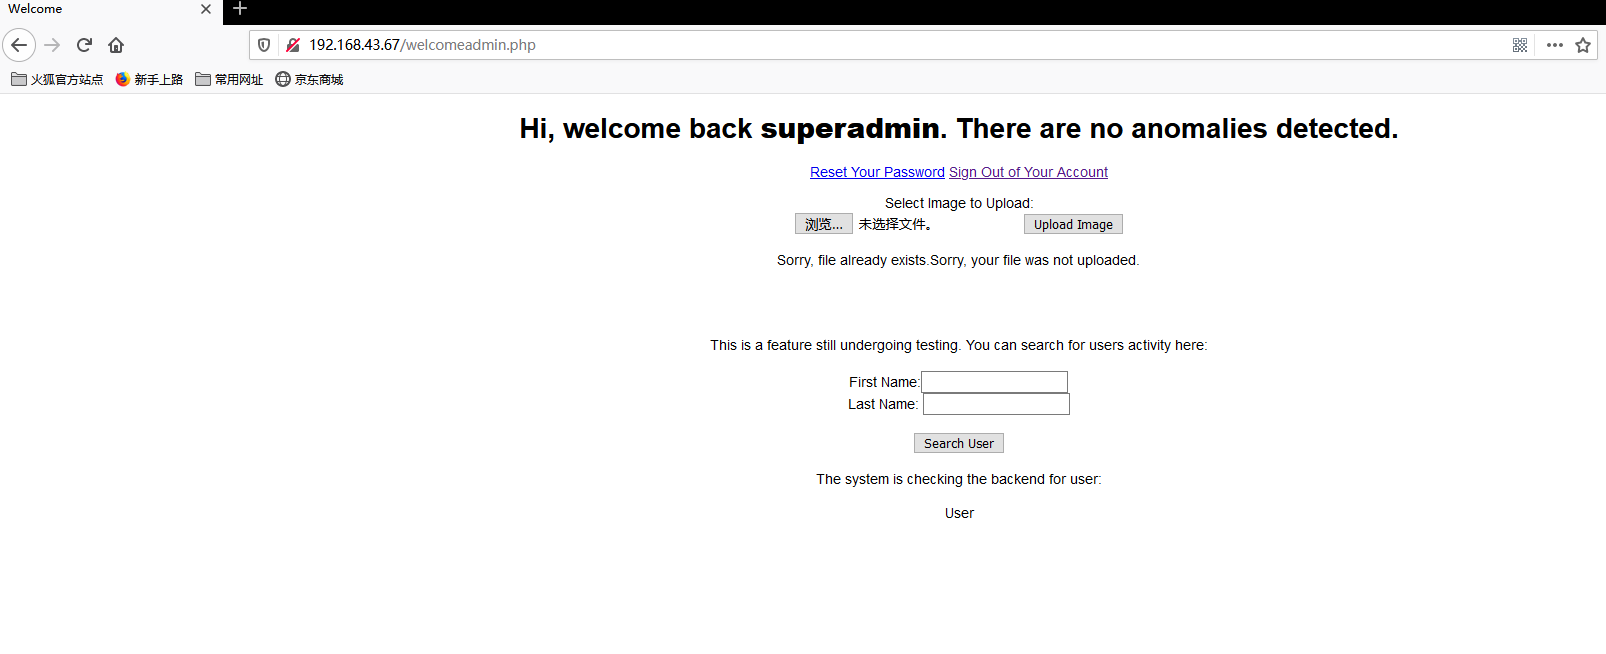 Welcome
192.168.43.67/welcomeadmin.php
火狐官方站点 新手上路 常用网址 京东商城
Hi, welcome back superadmin. There are no anomalies detected.
Reset Your Password Sign Out of Your Account
Select Image to Upload:
浏览... 未选择文件。 Upload Image
Sorry, file already exists.Sorry, your file was not uploaded.
This is a feature still undergoing testing. You can search for users activity here:
First Name:
Last Name:
Search User
The system is checking the backend for user:
User